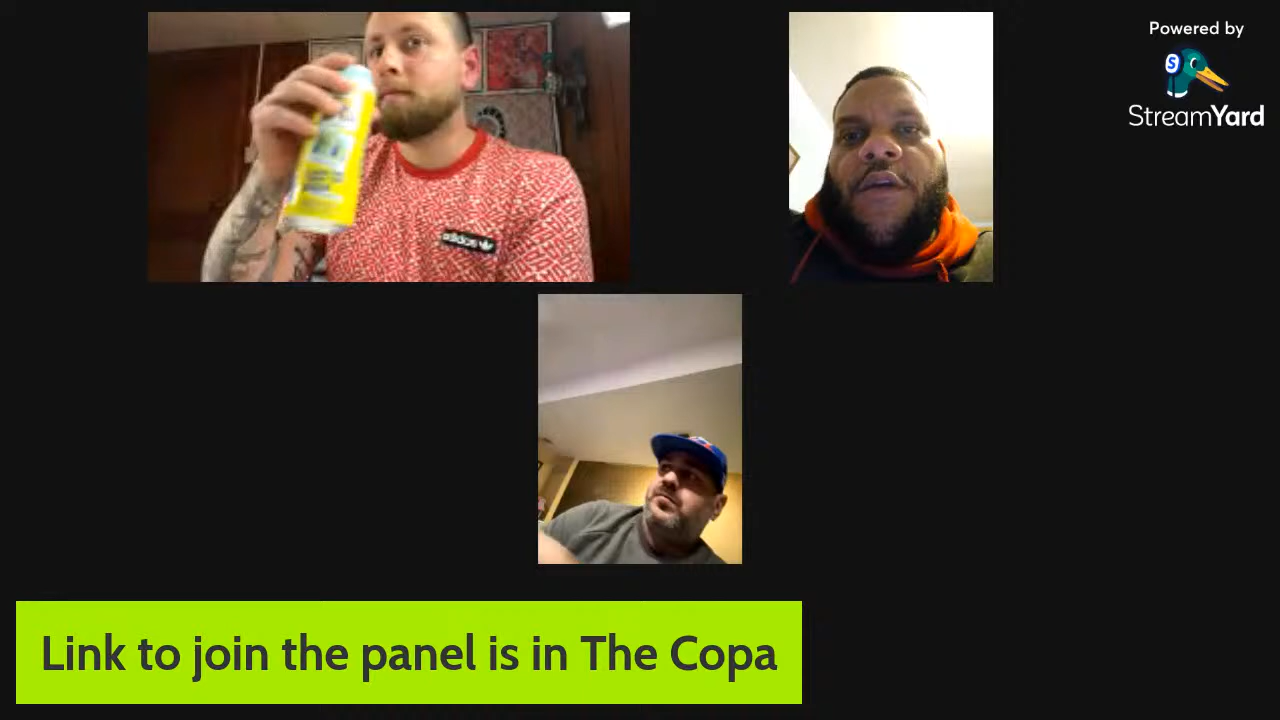 Powered by
S
StreamYard
adidas
Link to join the panel is in The Copa